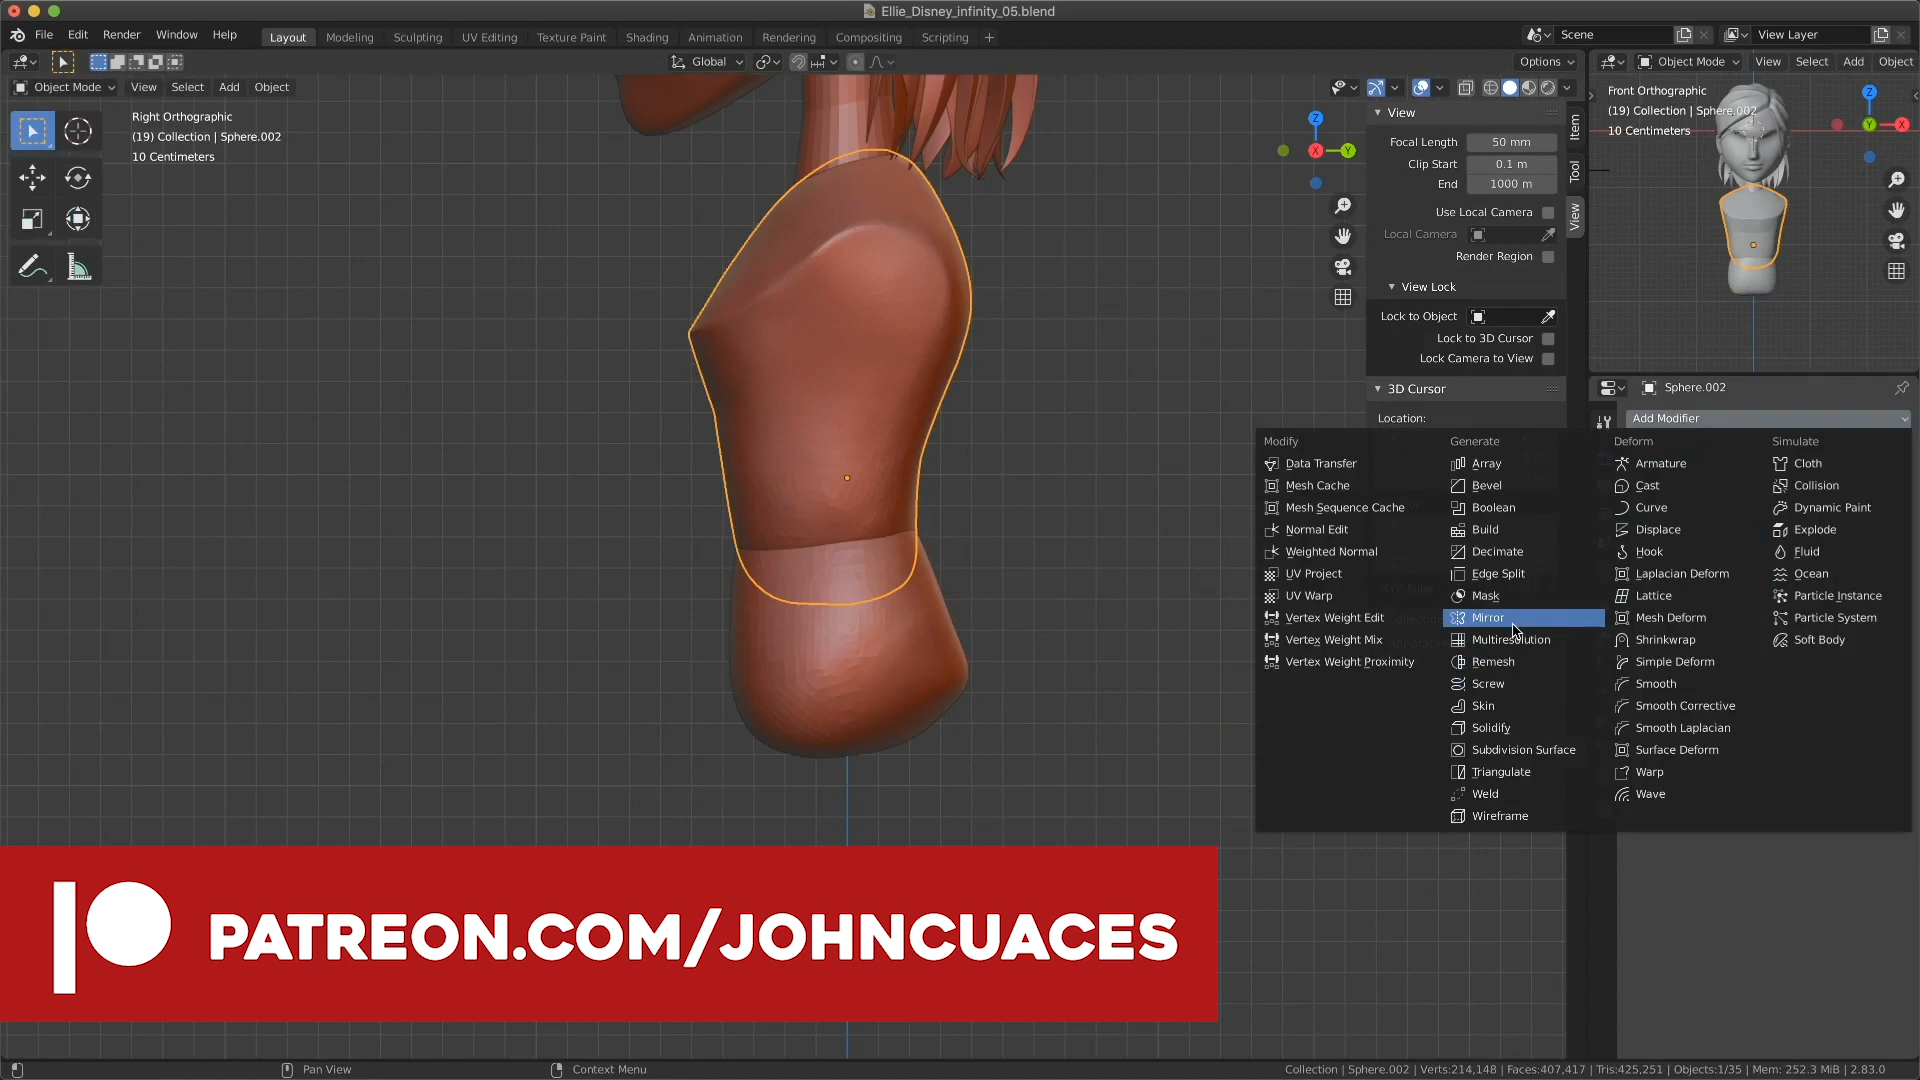 Ellie_Disney_infinity_05.blend
File Edit Render Window Help
Layout Modeling Sculpting UV Editing Texture Paint Shading Animation Rendering Compositing Scripting +
Scene
View Layer
Global
Options
Object Mode View Select Add Object
Object Mode View Select Add Object
Right Orthographic
(19) Collection | Sphere.002
10 Centimeters
Z
X
Y
View
Focal Length 50 mm
Clip Start 0.1 m
End 1000 m
Use Local Camera
Local Camera
Render Region
View Lock
Lock to Object
Lock to 3D Cursor
Lock Camera to View
3D Cursor
Location:
Item
Tool
View
Front Orthographic
(19) Collection | Sphere.002
10 Centimeters
Z
Y
X
Sphere.002
Add Modifier
Modify
Data Transfer
Mesh Cache
Mesh Sequence Cache
Normal Edit
Weighted Normal
UV Project
UV Warp
Vertex Weight Edit
Vertex Weight Mix
Vertex Weight Proximity
Generate
Array
Bevel
Boolean
Build
Decimate
Edge Split
Mask
Mirror
Multiresolution
Remesh
Screw
Skin
Solidify
Subdivision Surface
Triangulate
Weld
Wireframe
Deform
Armature
Cast
Curve
Displace
Hook
Laplacian Deform
Lattice
Mesh Deform
Shrinkwrap
Simple Deform
Smooth
Smooth Corrective
Smooth Laplacian
Surface Deform
Warp
Wave
Simulate
Cloth
Collision
Dynamic Paint
Explode
Fluid
Ocean
Particle Instance
Particle System
Soft Body
PATREON.COM/JOHNCUACES
Pan View
Context Menu
Collection | Sphere.002 | Verts:214,148 | Faces:407,417 | Tris:425,251 | Objects:1/35 | Mem: 252.3 MiB | 2.83.0